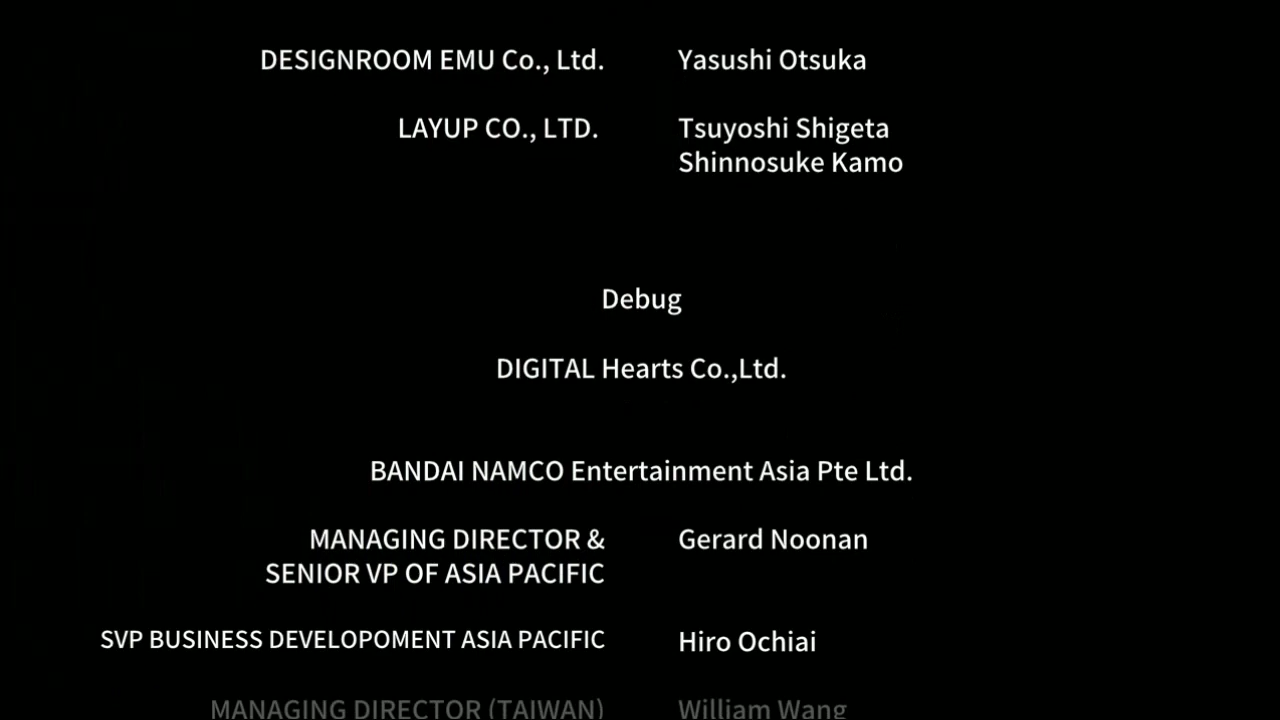 DESIGNROOM EMU Co., Ltd. Yasushi Otsuka
LAYUP CO., LTD. Tsuyoshi Shigeta
Shinnosuke Kamo
Debug
DIGITAL Hearts Co.,Ltd.
BANDAI NAMCO Entertainment Asia Pte Ltd.
MANAGING DIRECTOR & Gerard Noonan
SENIOR VP OF ASIA PACIFIC
SVP BUSINESS DEVELOPOMENT ASIA PACIFIC Hiro Ochiai
MANAGING DIRECTOR (TAIWAN) William Wang